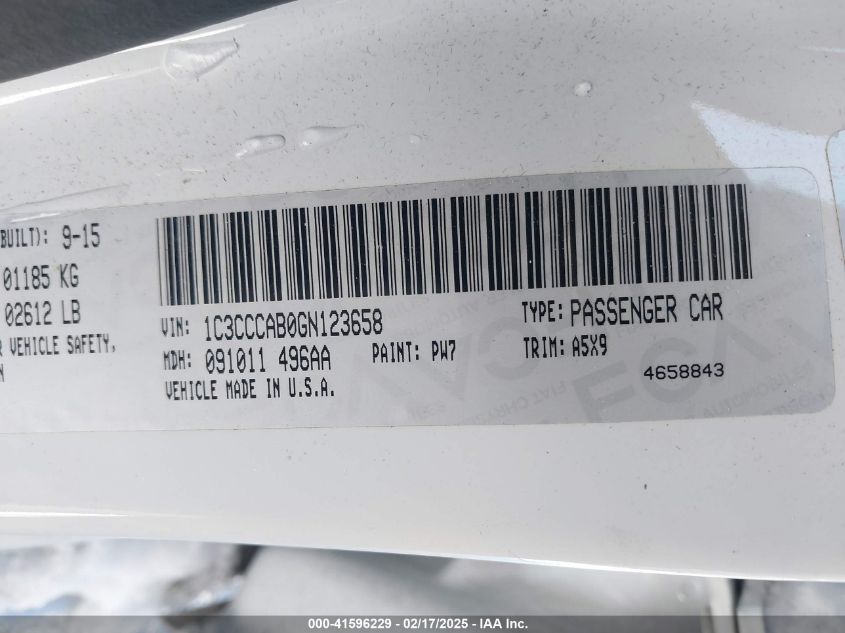 BUILT): 9-15
01185 KG
02612 LB
R VEHICLE SAFETY,
N
VIN: 1C3CCCAB0GN123658
TYPE: PASSENGER CAR
MDH: 091011 496AA
PAINT: PW7
TRIM: A5X9
VEHICLE MADE IN U.S.A.
4658843
000-41596229 - 02/17/2025 - IAA Inc.